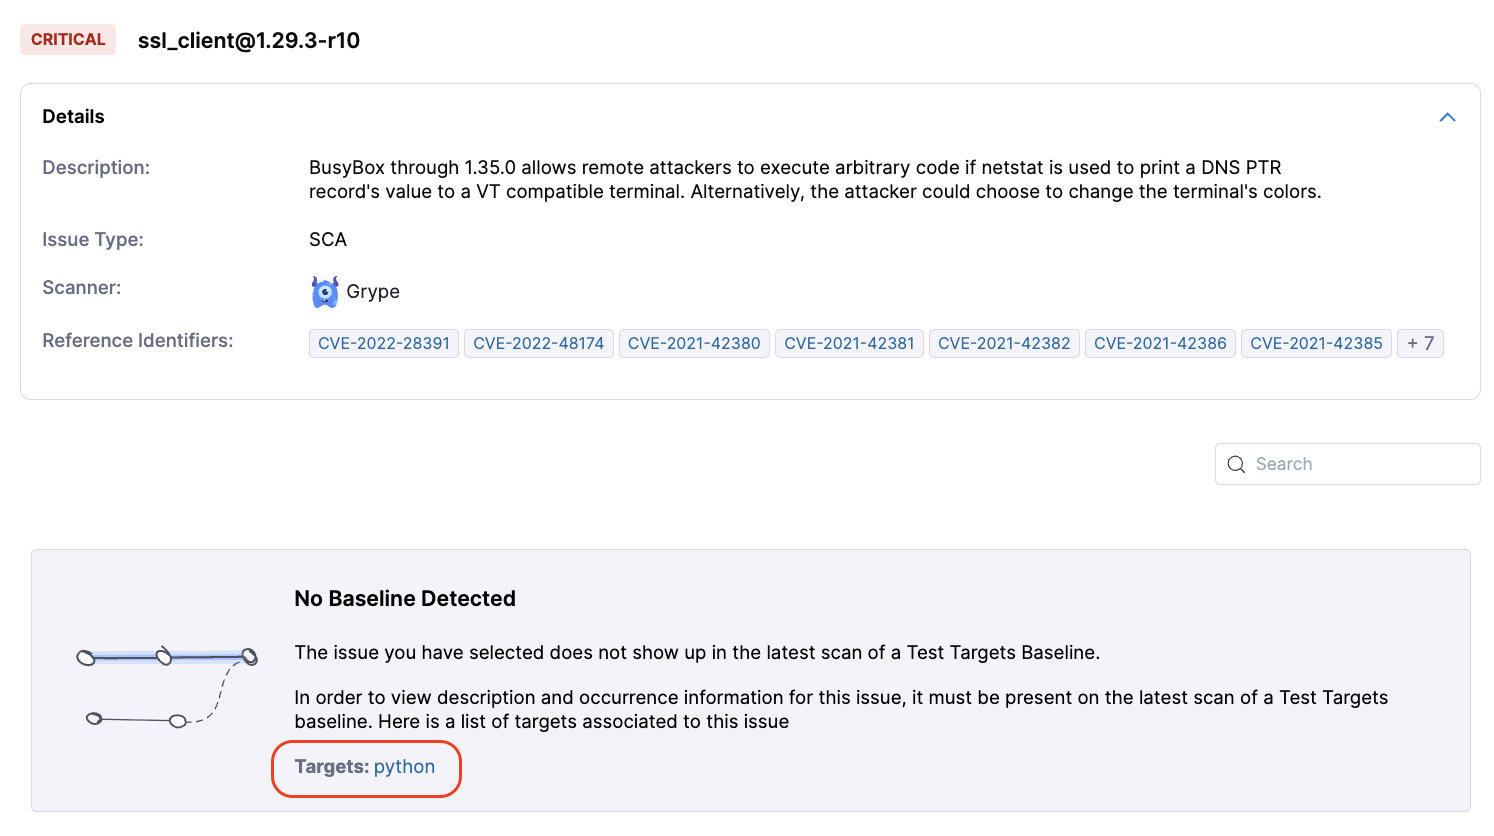 CRITICAL ssl_client@1.29.3-r10
Details
Description: BusyBox through 1.35.0 allows remote attackers to execute arbitrary code if netstat is used to print a DNS PTR
record's value to a VT compatible terminal. Alternatively, the attacker could choose to change the terminal's colors.
Issue Type: SCA
Scanner: Grype
Reference Identifiers: CVE-2022-28391 CVE-2022-48174 CVE-2021-42380 CVE-2021-42381 CVE-2021-42382 CVE-2021-42386 CVE-2021-42385 + 7
Search
No Baseline Detected
The issue you have selected does not show up in the latest scan of a Test Targets Baseline.
In order to view description and occurrence information for this issue, it must be present on the latest scan of a Test Targets
baseline. Here is a list of targets associated to this issue
Targets: python